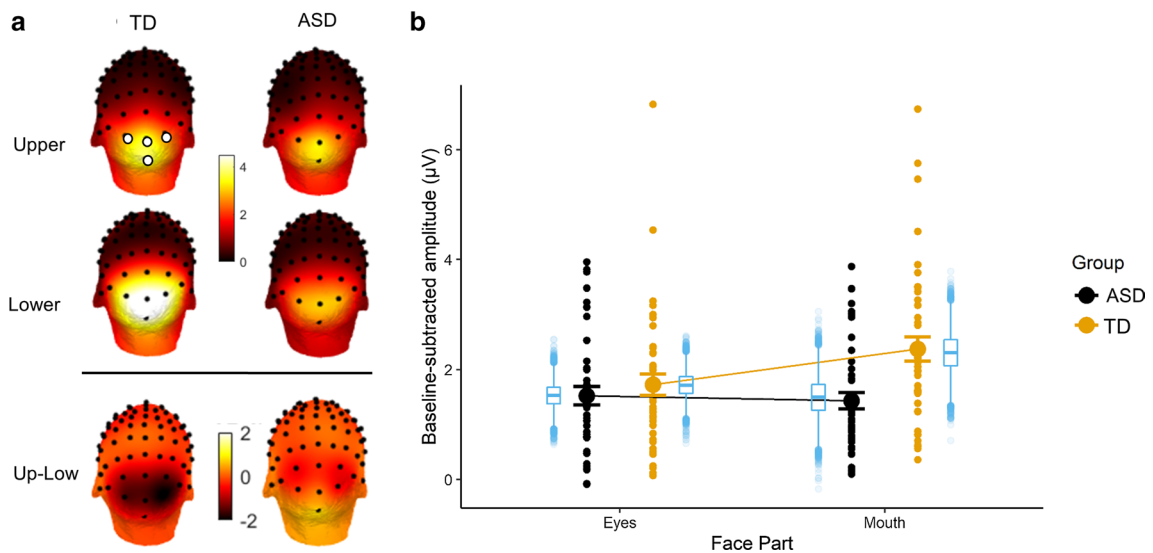 a
TD
ASD
b
Upper
4
2
0
Lower
Up-Low
2
0
-2
Baseline-subtracted amplitude (μV)
6
4
2
0
Eyes
Mouth
Face Part
Group
ASD
TD